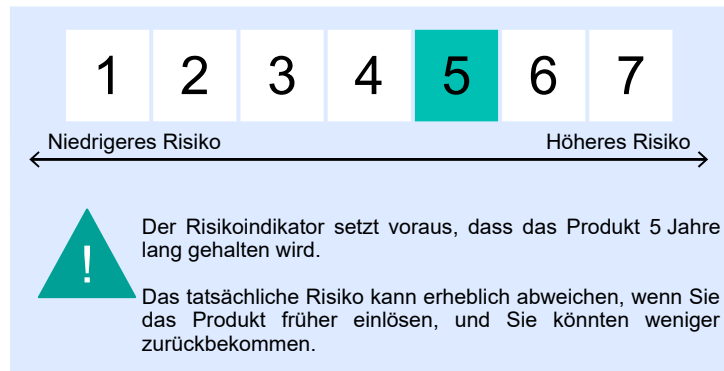 1 2 3 4 5 6 7
Niedrigeres Risiko Höheres Risiko
!
Der Risikoindikator setzt voraus, dass das Produkt 5 Jahre
lang gehalten wird.
Das tatsächliche Risiko kann erheblich abweichen, wenn Sie
das Produkt früher einlösen, und Sie könnten weniger
zurückbekommen.